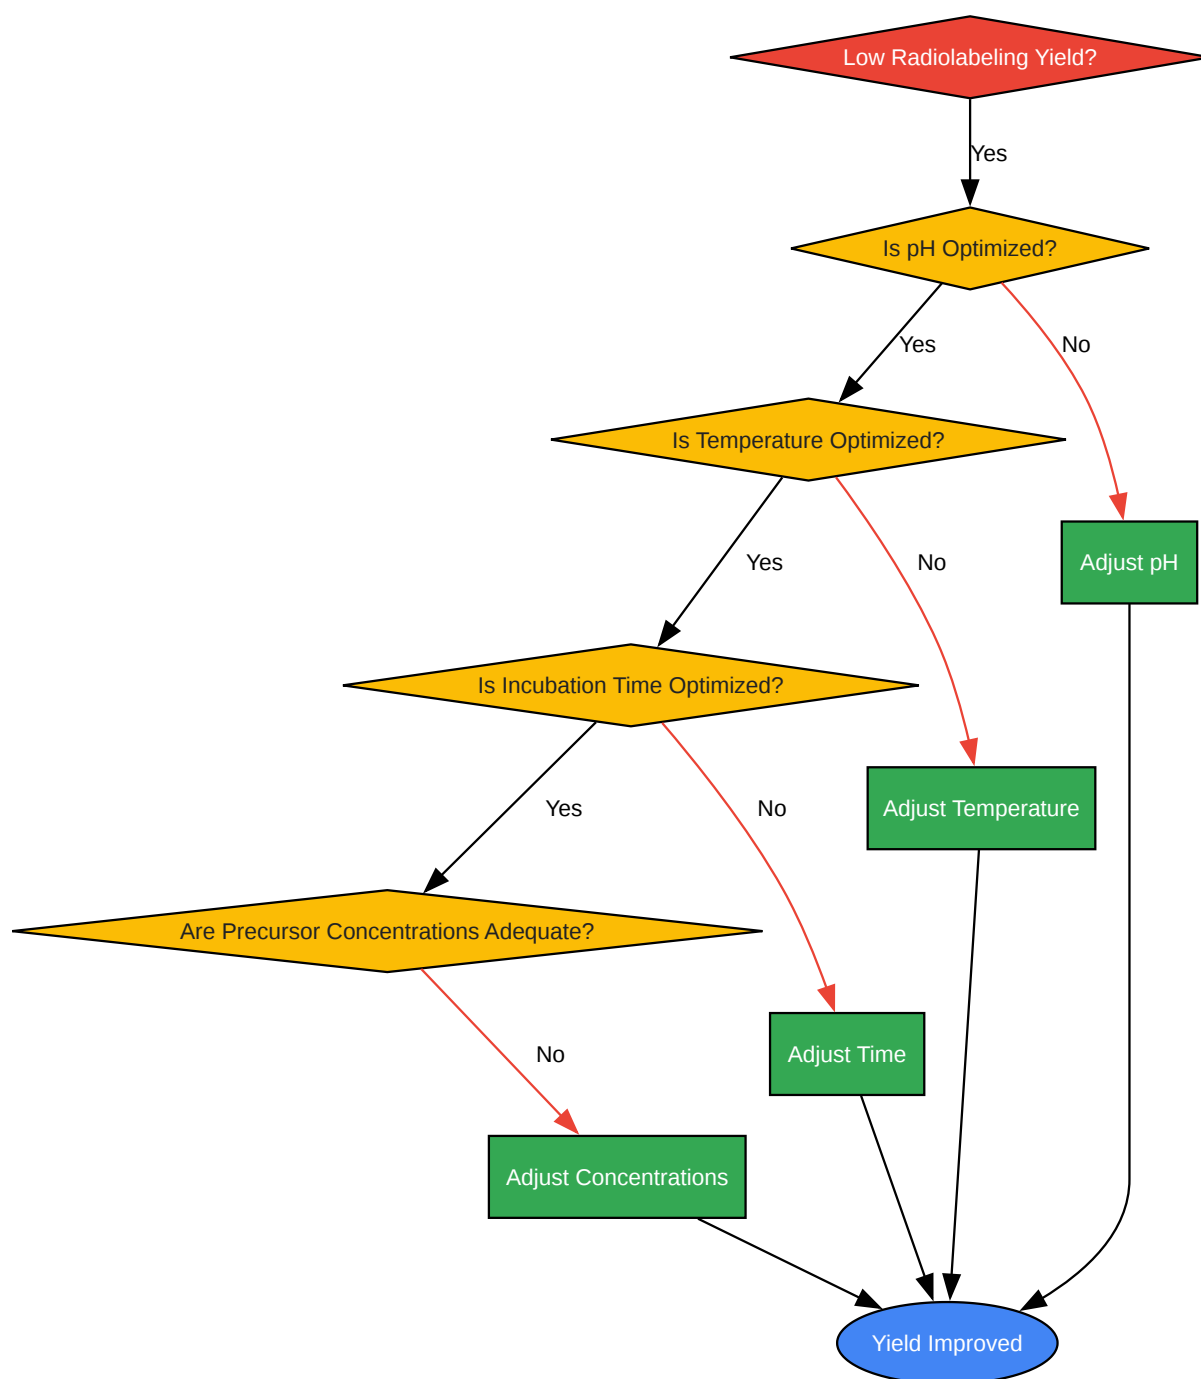 Low Radiolabeling Yield?
Yes
Is pH Optimized?
Yes
No
Is Temperature Optimized?
Yes
No
Adjust pH
Is Incubation Time Optimized?
Yes
No
Adjust Temperature
Are Precursor Concentrations Adequate?
No
Adjust Time
Adjust Concentrations
Yield Improved